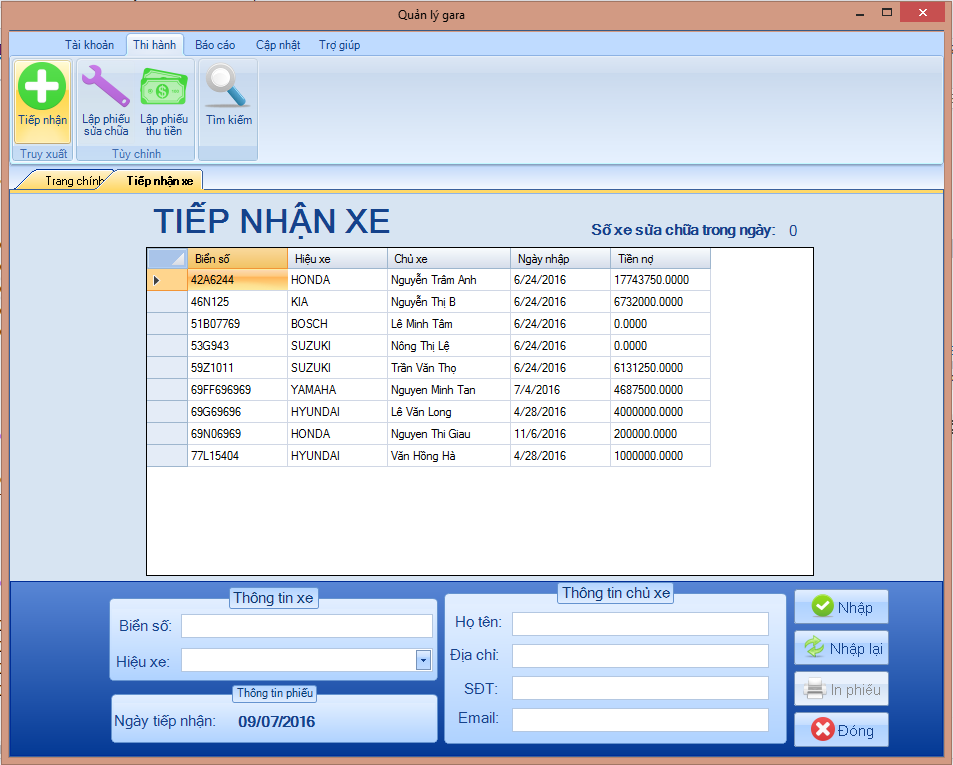 Quản lý gara
Tài khoản Thi hành Báo cáo Cập nhật Trợ giúp
Tiếp nhận
Lập phiếu sửa chữa
Lập phiếu thu tiền
Tìm kiếm
Truy xuất Tùy chỉnh
Trang chính Tiếp nhận xe
TIẾP NHẬN XE
Số xe sửa chữa trong ngày: 0
Biển số Hiệu xe Chủ xe Ngày nhập Tiền nợ
42A6244 HONDA Nguyễn Trâm Anh 6/24/2016 17743750.0000
46N125 KIA Nguyễn Thị B 6/24/2016 6732000.0000
51B07769 BOSCH Lê Minh Tâm 6/24/2016 0.0000
53G943 SUZUKI Nông Thị Lệ 6/24/2016 0.0000
59Z1011 SUZUKI Trần Văn Thọ 6/24/2016 6131250.0000
69FF696969 YAMAHA Nguyen Minh Tan 7/4/2016 4687500.0000
69G69696 HYUNDAI Lê Văn Long 4/28/2016 4000000.0000
69N06969 HONDA Nguyen Thi Giau 11/6/2016 200000.0000
77L15404 HYUNDAI Văn Hồng Hà 4/28/2016 1000000.0000
Thông tin xe
Biển số:
Hiệu xe:
Thông tin phiếu
Ngày tiếp nhận: 09/07/2016
Thông tin chủ xe
Họ tên:
Địa chỉ:
SĐT:
Email:
Nhập
Nhập lại
In phiếu
Đóng